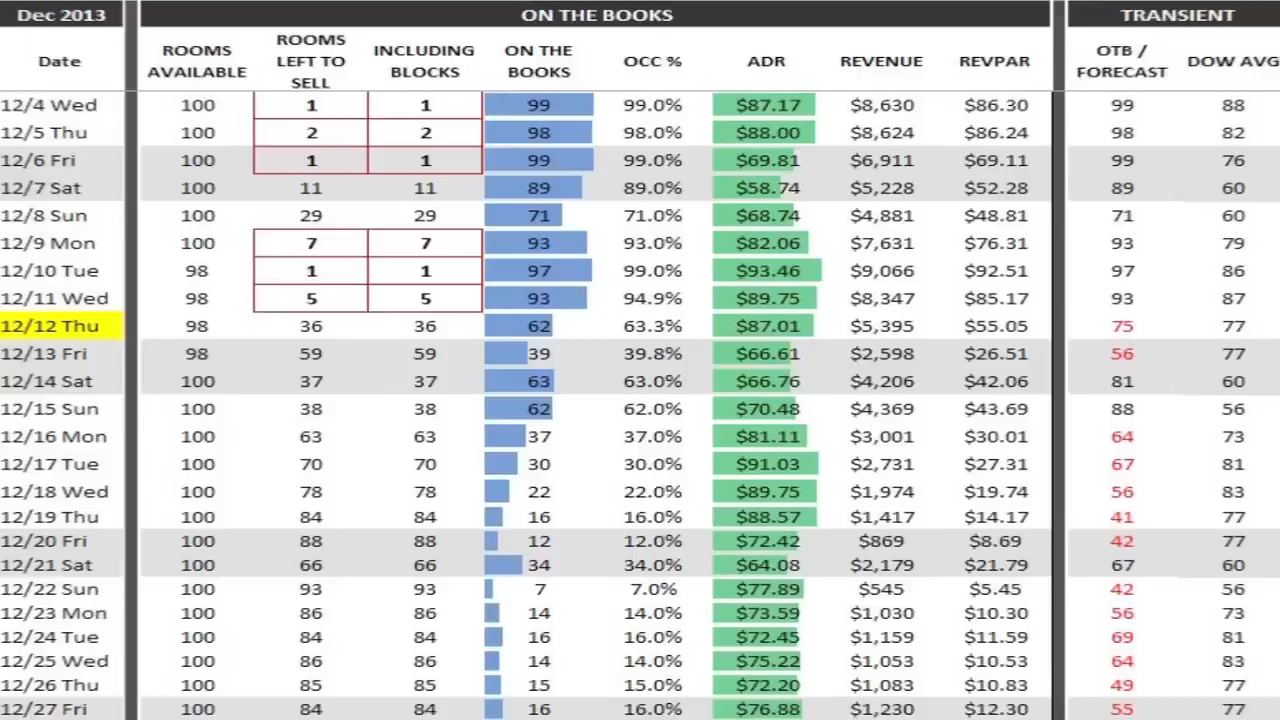 Dec 2013 ON THE BOOKS TRANSIENT
Date ROOMS AVAILABLE ROOMS LEFT TO SELL INCLUDING BLOCKS ON THE BOOKS OCC % ADR REVENUE REVPAR OTB / FORECAST DOW AVG
12/4 Wed 100 1 1 99 99.0% $87.17 $8,630 $86.30 99 88
12/5 Thu 100 2 2 98 98.0% $88.00 $8,624 $86.24 98 82
12/6 Fri 100 1 1 99 99.0% $69.81 $6,911 $69.11 99 76
12/7 Sat 100 11 11 89 89.0% $58.74 $5,228 $52.28 89 60
12/8 Sun 100 29 29 71 71.0% $68.74 $4,881 $48.81 71 60
12/9 Mon 100 7 7 93 93.0% $82.06 $7,631 $76.31 93 79
12/10 Tue 98 1 1 97 99.0% $93.46 $9,066 $92.51 97 86
12/11 Wed 98 5 5 93 94.9% $89.75 $8,347 $85.17 93 87
12/12 Thu 98 36 36 62 63.3% $87.01 $5,395 $55.05 75 77
12/13 Fri 98 59 59 39 39.8% $66.61 $2,598 $26.51 56 77
12/14 Sat 100 37 37 63 63.0% $66.76 $4,206 $42.06 81 60
12/15 Sun 100 38 38 62 62.0% $70.48 $4,369 $43.69 88 56
12/16 Mon 100 63 63 37 37.0% $81.11 $3,001 $30.01 64 73
12/17 Tue 100 70 70 30 30.0% $91.03 $2,731 $27.31 67 81
12/18 Wed 100 78 78 22 22.0% $89.75 $1,974 $19.74 56 83
12/19 Thu 100 84 84 16 16.0% $88.57 $1,417 $14.17 41 77
12/20 Fri 100 88 88 12 12.0% $72.42 $869 $8.69 42 77
12/21 Sat 100 66 66 34 34.0% $64.08 $2,179 $21.79 67 60
12/22 Sun 100 93 93 7 7.0% $77.89 $545 $5.45 42 56
12/23 Mon 100 86 86 14 14.0% $73.59 $1,030 $10.30 56 73
12/24 Tue 100 84 84 16 16.0% $72.45 $1,159 $11.59 69 81
12/25 Wed 100 86 86 14 14.0% $75.22 $1,053 $10.53 64 83
12/26 Thu 100 85 85 15 15.0% $72.20 $1,083 $10.83 49 77
12/27 Fri 100 84 84 16 16.0% $76.88 $1,230 $12.30 55 77